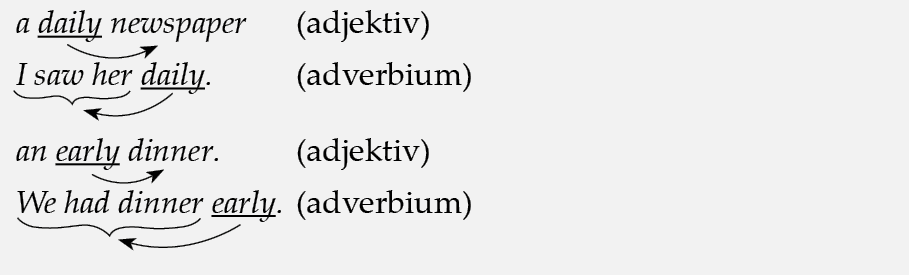 a daily newspaper (adjektiv)
I saw her daily. (adverbium)
an early dinner. (adjektiv)
We had dinner early. (adverbium)